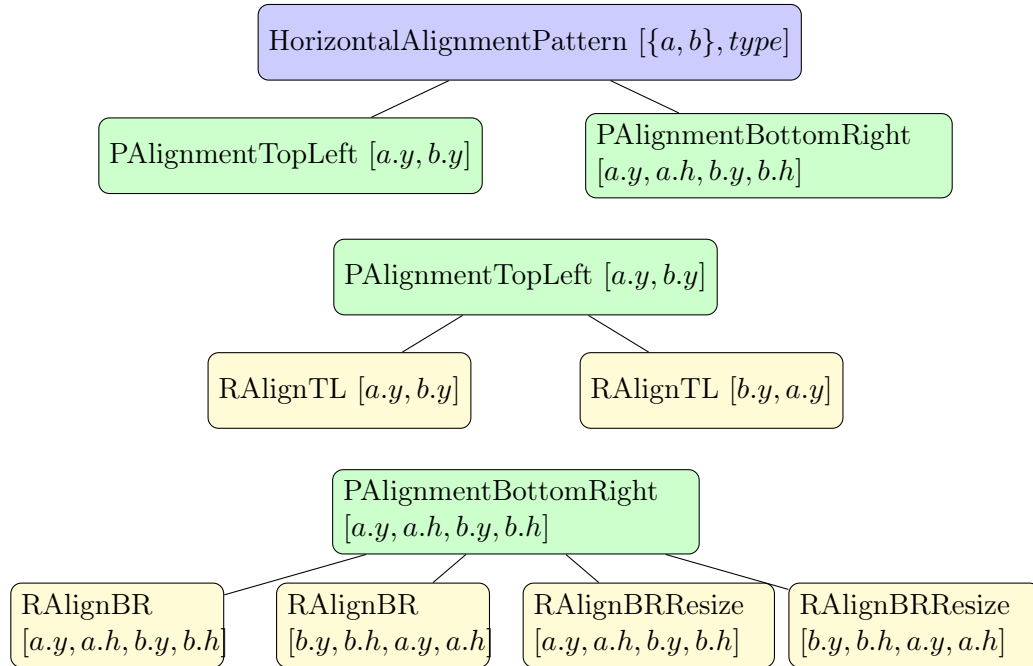 HorizontalAlignmentPattern [{a, b}, type]
PAlignmentTopLeft [a.y, b.y]
PAlignmentBottomRight
[a.y, a.h, b.y, b.h]
PAlignmentTopLeft [a.y, b.y]
RAlignTL [a.y, b.y]
RAlignTL [b.y, a.y]
PAlignmentBottomRight
[a.y, a.h, b.y, b.h]
RAlignBR
[a.y, a.h, b.y, b.h]
RAlignBR
[b.y, b.h, a.y, a.h]
RAlignBRResize
[a.y, a.h, b.y, b.h]
RAlignBRResize
[b.y, b.h, a.y, a.h]